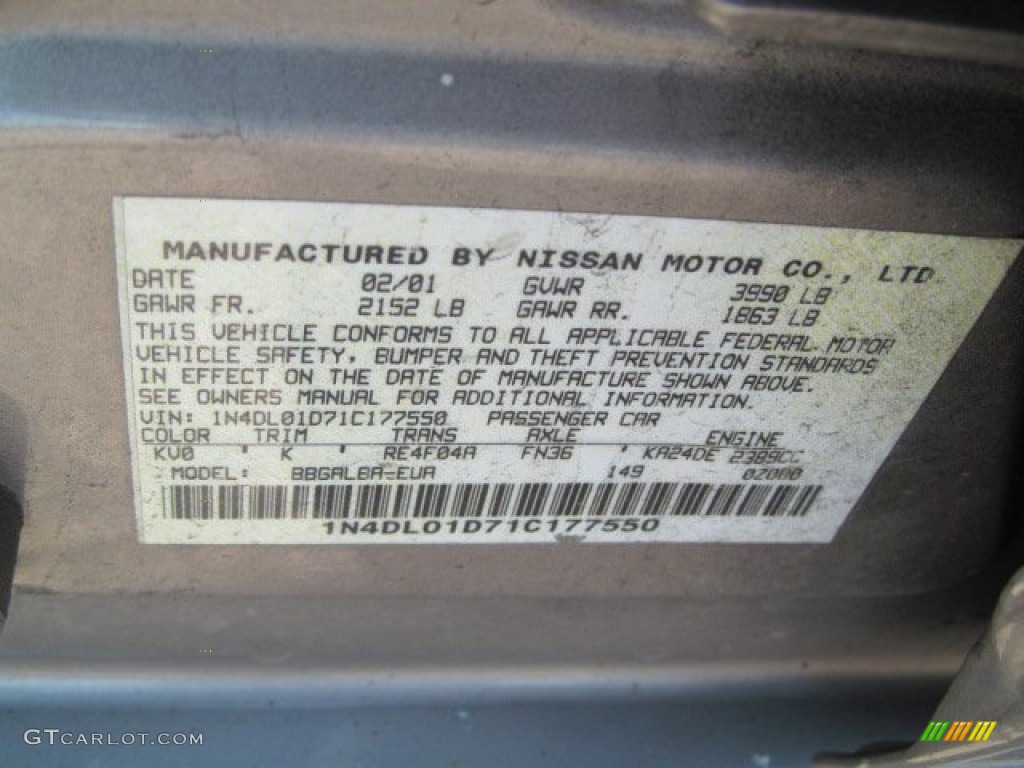 MANUFACTURED BY NISSAN MOTOR CO., LTD.
DATE 02/01 GVWR 3990 LB
GAWR FR. 2152 LB GAWR RR. 1863 LB
THIS VEHICLE CONFORMS TO ALL APPLICABLE FEDERAL MOTOR
VEHICLE SAFETY, BUMPER AND THEFT PREVENTION STANDARDS
IN EFFECT ON THE DATE OF MANUFACTURE SHOWN ABOVE.
SEE OWNERS MANUAL FOR ADDITIONAL INFORMATION.
VIN: 1N4DL01D71C177550 PASSENGER CAR
COLOR TRIM TRANS AXLE ENGINE
KV0 ' K ' RE4F04A FN36 ' KA24DE 2389CC
MODEL: BBGALBA-EUA 149 02000
1N4DL01D71C177550
GTCARLOT.COM